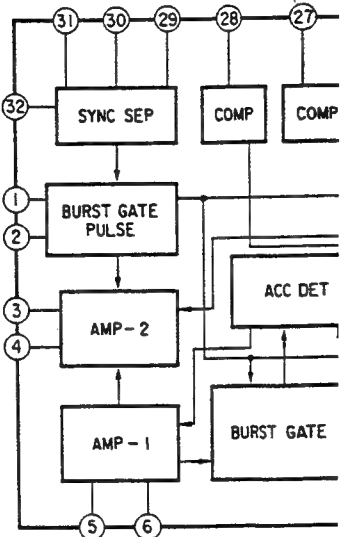 31 30 29 28 27
32
SYNC SEP
COMP
COMP
1
BURST GATE
PULSE
2
3
AMP-2
4
ACC DET
AMP-1
BURST GATE
5 6